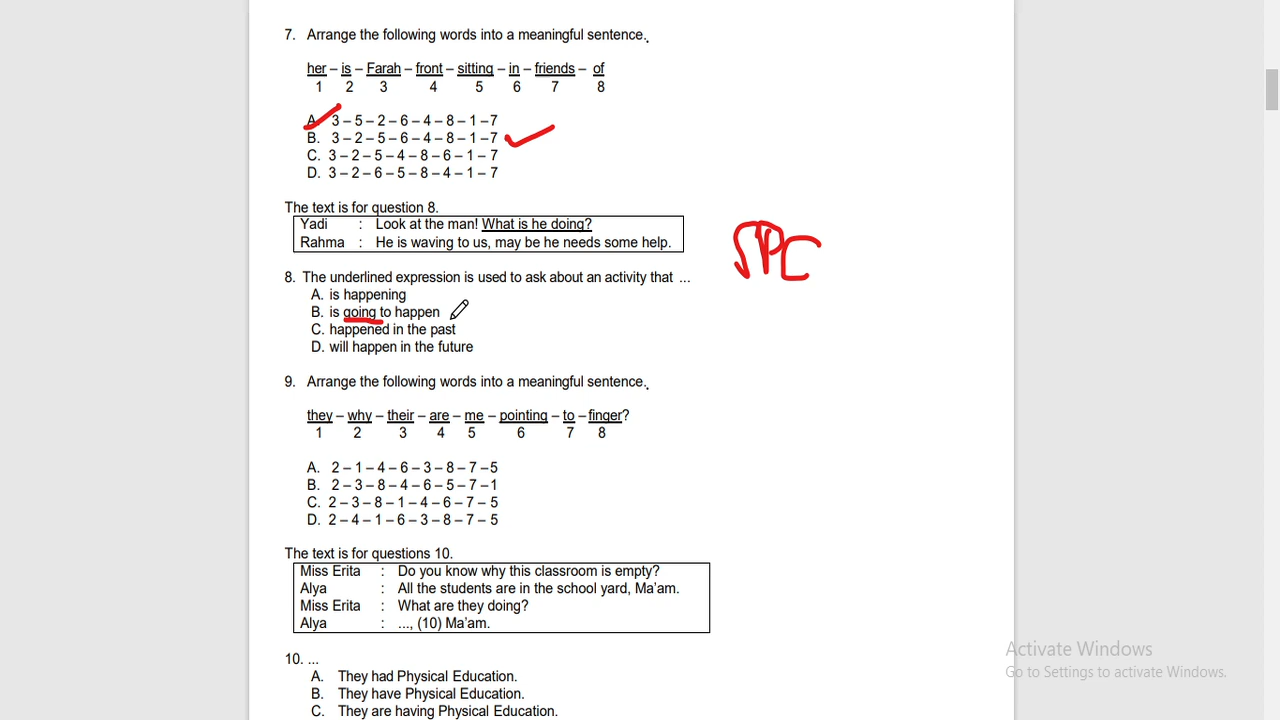 7. Arrange the following words into a meaningful sentence.
her – is – Farah – front – sitting – in – friends – of
1 2 3 4 5 6 7 8
A. 3 – 5 – 2 – 6 – 4 – 8 – 1 – 7
B. 3 – 2 – 5 – 6 – 4 – 8 – 1 –7
C. 3 – 2 – 5 – 4 – 8 – 6 – 1 – 7
D. 3 – 2 – 6 – 5 – 8 – 4 – 1 – 7
The text is for question 8.
Yadi : Look at the man! What is he doing?
Rahma : He is waving to us, may be he needs some help.
SPC
8. The underlined expression is used to ask about an activity that ...
A. is happening
B. is going to happen
C. happened in the past
D. will happen in the future
9. Arrange the following words into a meaningful sentence.
they – why – their – are – me – pointing – to – finger?
1 2 3 4 5 6 7 8
A. 2 – 1 – 4 – 6 – 3 – 8 – 7 –5
B. 2 – 3 – 8 – 4 – 6 – 5 – 7 –1
C. 2 – 3 – 8 – 1 – 4 – 6 – 7 – 5
D. 2 – 4 – 1 – 6 – 3 – 8 – 7 – 5
The text is for questions 10.
Miss Erita : Do you know why this classroom is empty?
Alya : All the students are in the school yard, Ma'am.
Miss Erita : What are they doing?
Alya : ..., (10) Ma'am.
10. ...
A. They had Physical Education.
B. They have Physical Education.
C. They are having Physical Education.
Activate Windows
Go to Settings to activate Windows.